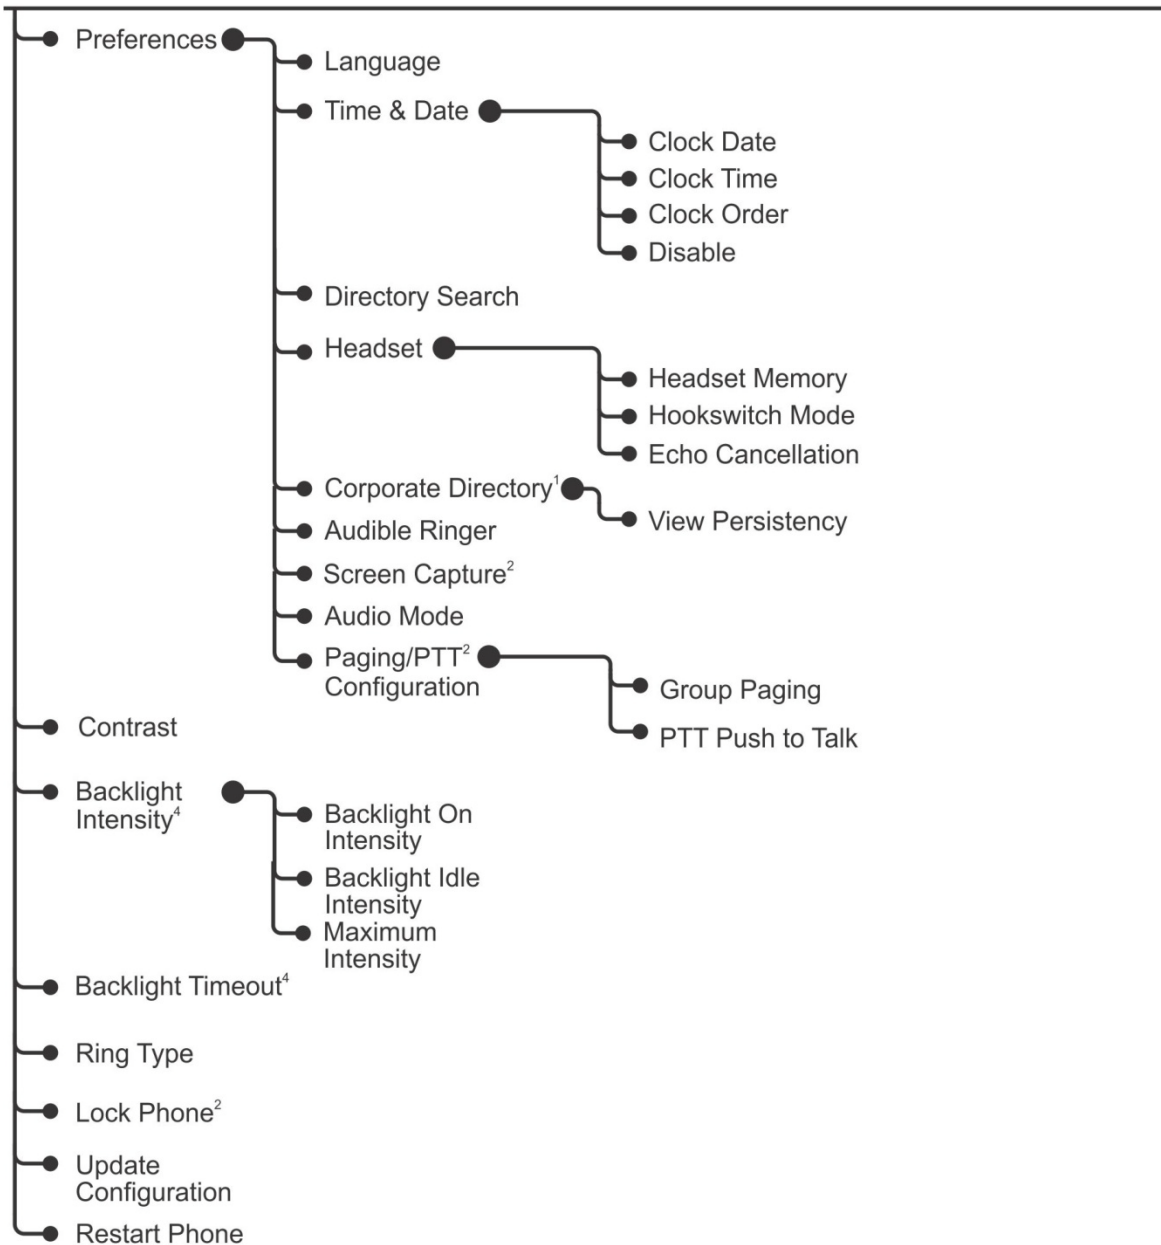 Preferences
Language
Time & Date
Clock Date
Clock Time
Clock Order
Disable
Directory Search
Headset
Headset Memory
Hookswitch Mode
Echo Cancellation
Corporate Directory¹
View Persistency
Audible Ringer
Screen Capture²
Audio Mode
Paging/PTT²
Configuration
Group Paging
PTT Push to Talk
Contrast
Backlight
Intensity⁴
Backlight On
Intensity
Backlight Idle
Intensity
Maximum
Intensity
Backlight Timeout⁴
Ring Type
Lock Phone²
Update
Configuration
Restart Phone